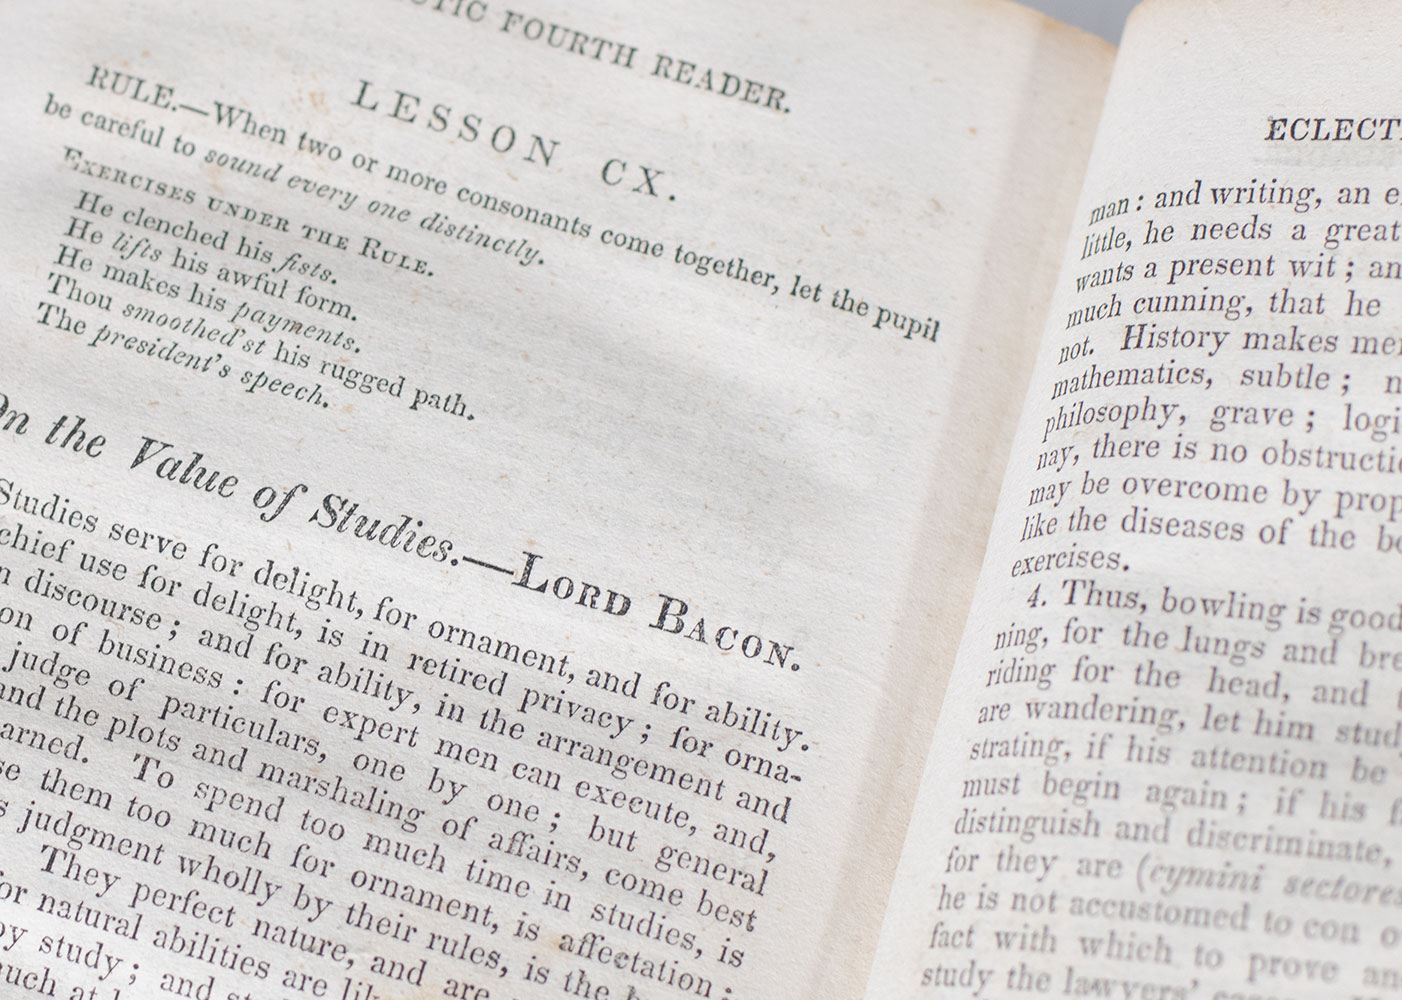 FOURTH READER.
LESSON CX.
RULE.—When two or more consonants come together, let the pupil
be careful to sound every one distinctly.
EXERCISES UNDER THE RULE.
He clenched his fists.
He lifts his awful form.
He makes his payments.
Thou smoothed'st his rugged path.
The president's speech.
On the Value of Studies.—LORD BACON.
Studies serve for delight, for ornament, and for ability.
chief use for delight, is in retired privacy; for orna-
discourse; and for ability, in the arrangement and
of business: for expert men can execute, and,
judge of particulars, one by one; but general
and the plots and marshaling of affairs, come best
To spend too much time in studies, is
them too much for ornament, is affectation:
judgment wholly by their rules, is the
They perfect nature, and are
natural abilities are
study; and
at
man: and writing, an
little, he needs a great
wants a present wit; an
much cunning, that he
not. History makes me
mathematics, subtle;
philosophy, grave; logi
nay, there is no obstructi
may be overcome by prop
like the diseases of the
exercises.
4. Thus, bowling is good
ning, for the lungs and bre
riding for the head, and
are wandering, let him study
strating, if his attention be
must begin again; if his
distinguish and discriminate,
for they are (cymini sectores
he is not accustomed to con
fact with which to prove an
study the lawyers'